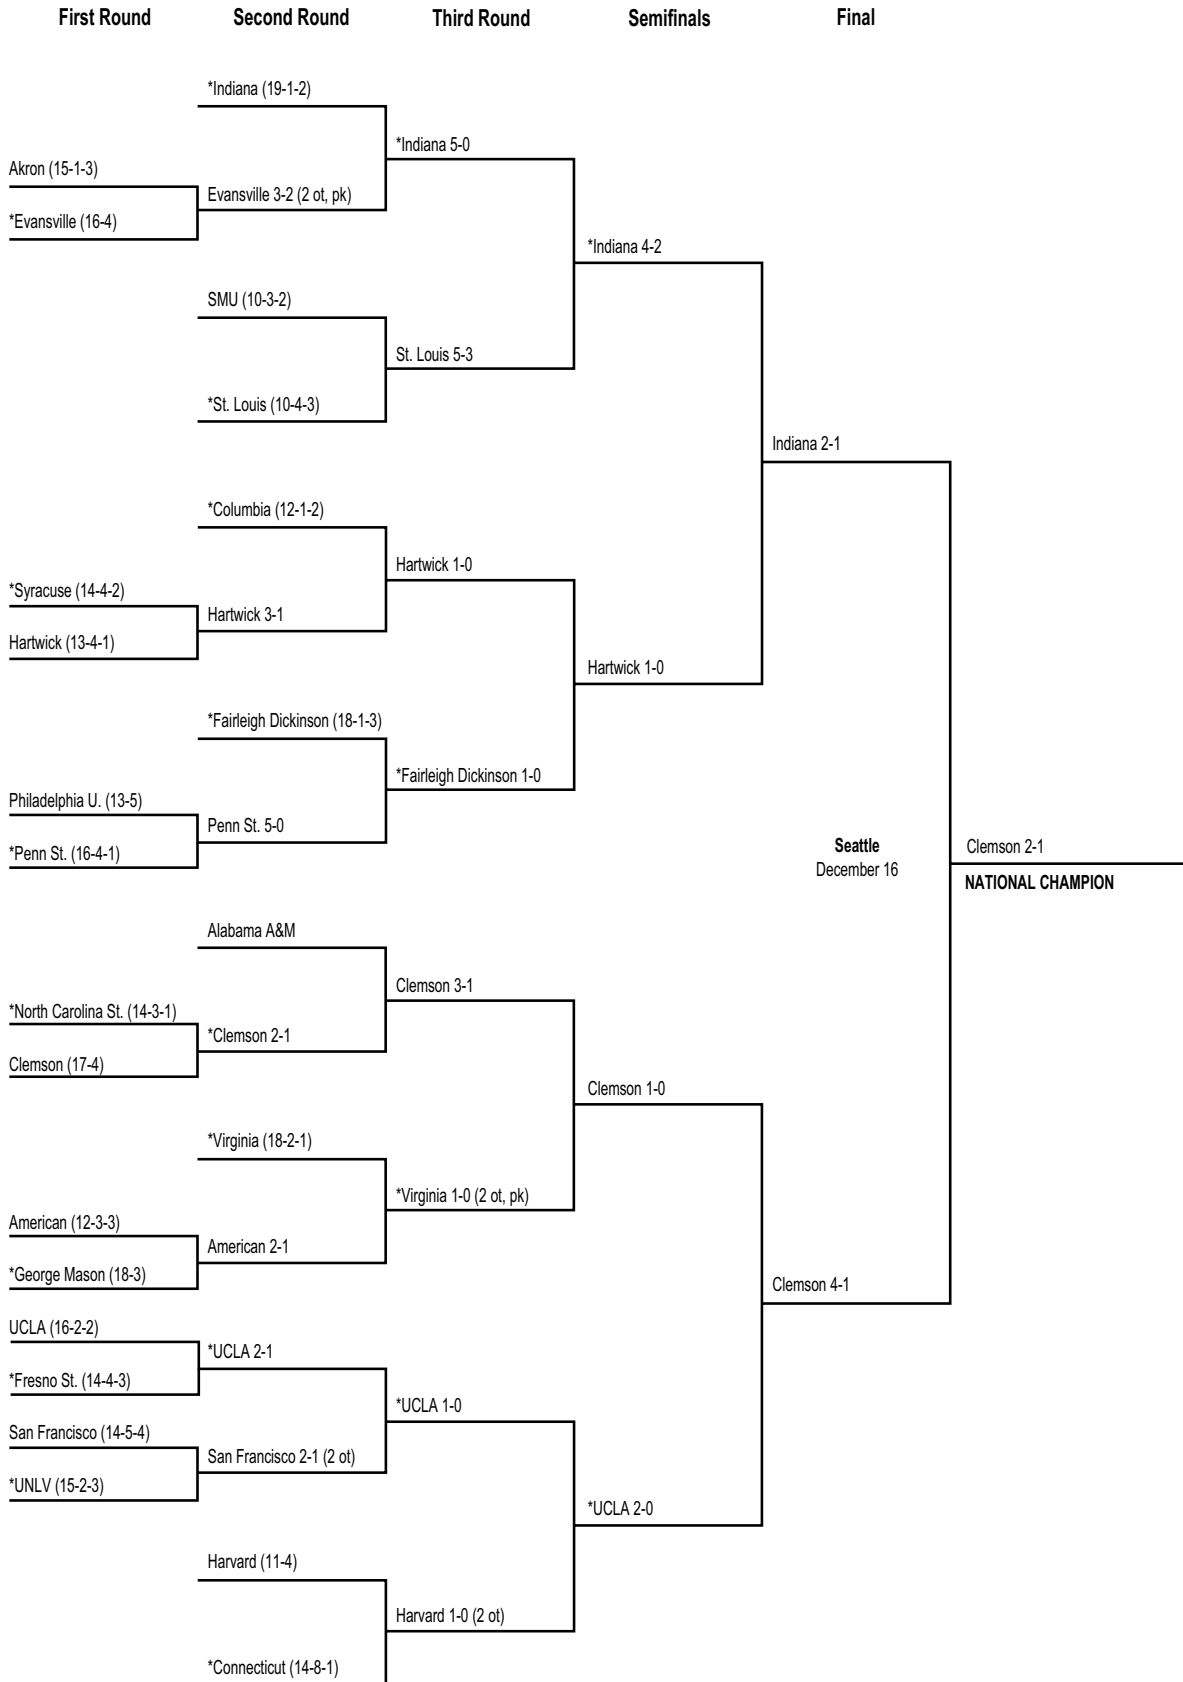 First Round
Second Round
Third Round
Semifinals
Final
*Indiana (19-1-2)
*Indiana 5-0
Akron (15-1-3)
Evansville 3-2 (2 ot, pk)
*Evansville (16-4)
*Indiana 4-2
SMU (10-3-2)
St. Louis 5-3
*St. Louis (10-4-3)
Indiana 2-1
*Columbia (12-1-2)
Hartwick 1-0
*Syracuse (14-4-2)
Hartwick 3-1
Hartwick (13-4-1)
Hartwick 1-0
*Fairleigh Dickinson (18-1-3)
*Fairleigh Dickinson 1-0
Philadelphia U. (13-5)
Penn St. 5-0
*Penn St. (16-4-1)
Seattle
December 16
Clemson 2-1
NATIONAL CHAMPION
Alabama A&M
Clemson 3-1
*North Carolina St. (14-3-1)
*Clemson 2-1
Clemson (17-4)
Clemson 1-0
*Virginia (18-2-1)
*Virginia 1-0 (2 ot, pk)
American (12-3-3)
American 2-1
*George Mason (18-3)
Clemson 4-1
UCLA (16-2-2)
*UCLA 2-1
*Fresno St. (14-4-3)
*UCLA 1-0
San Francisco (14-5-4)
San Francisco 2-1 (2 ot)
*UNLV (15-2-3)
*UCLA 2-0
Harvard (11-4)
Harvard 1-0 (2 ot)
*Connecticut (14-8-1)